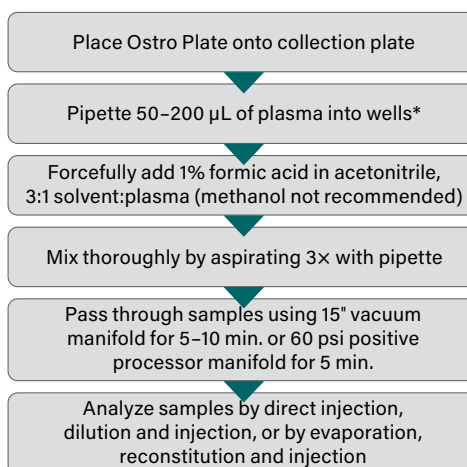 Place Ostro Plate onto collection plate
Pipette 50–200 µL of plasma into wells*
Forcefully add 1% formic acid in acetonitrile,
3:1 solvent:plasma (methanol not recommended)
Mix thoroughly by aspirating 3× with pipette
Pass through samples using 15" vacuum
manifold for 5–10 min. or 60 psi positive
processor manifold for 5 min.
Analyze samples by direct injection,
dilution and injection, or by evaporation,
reconstitution and injection